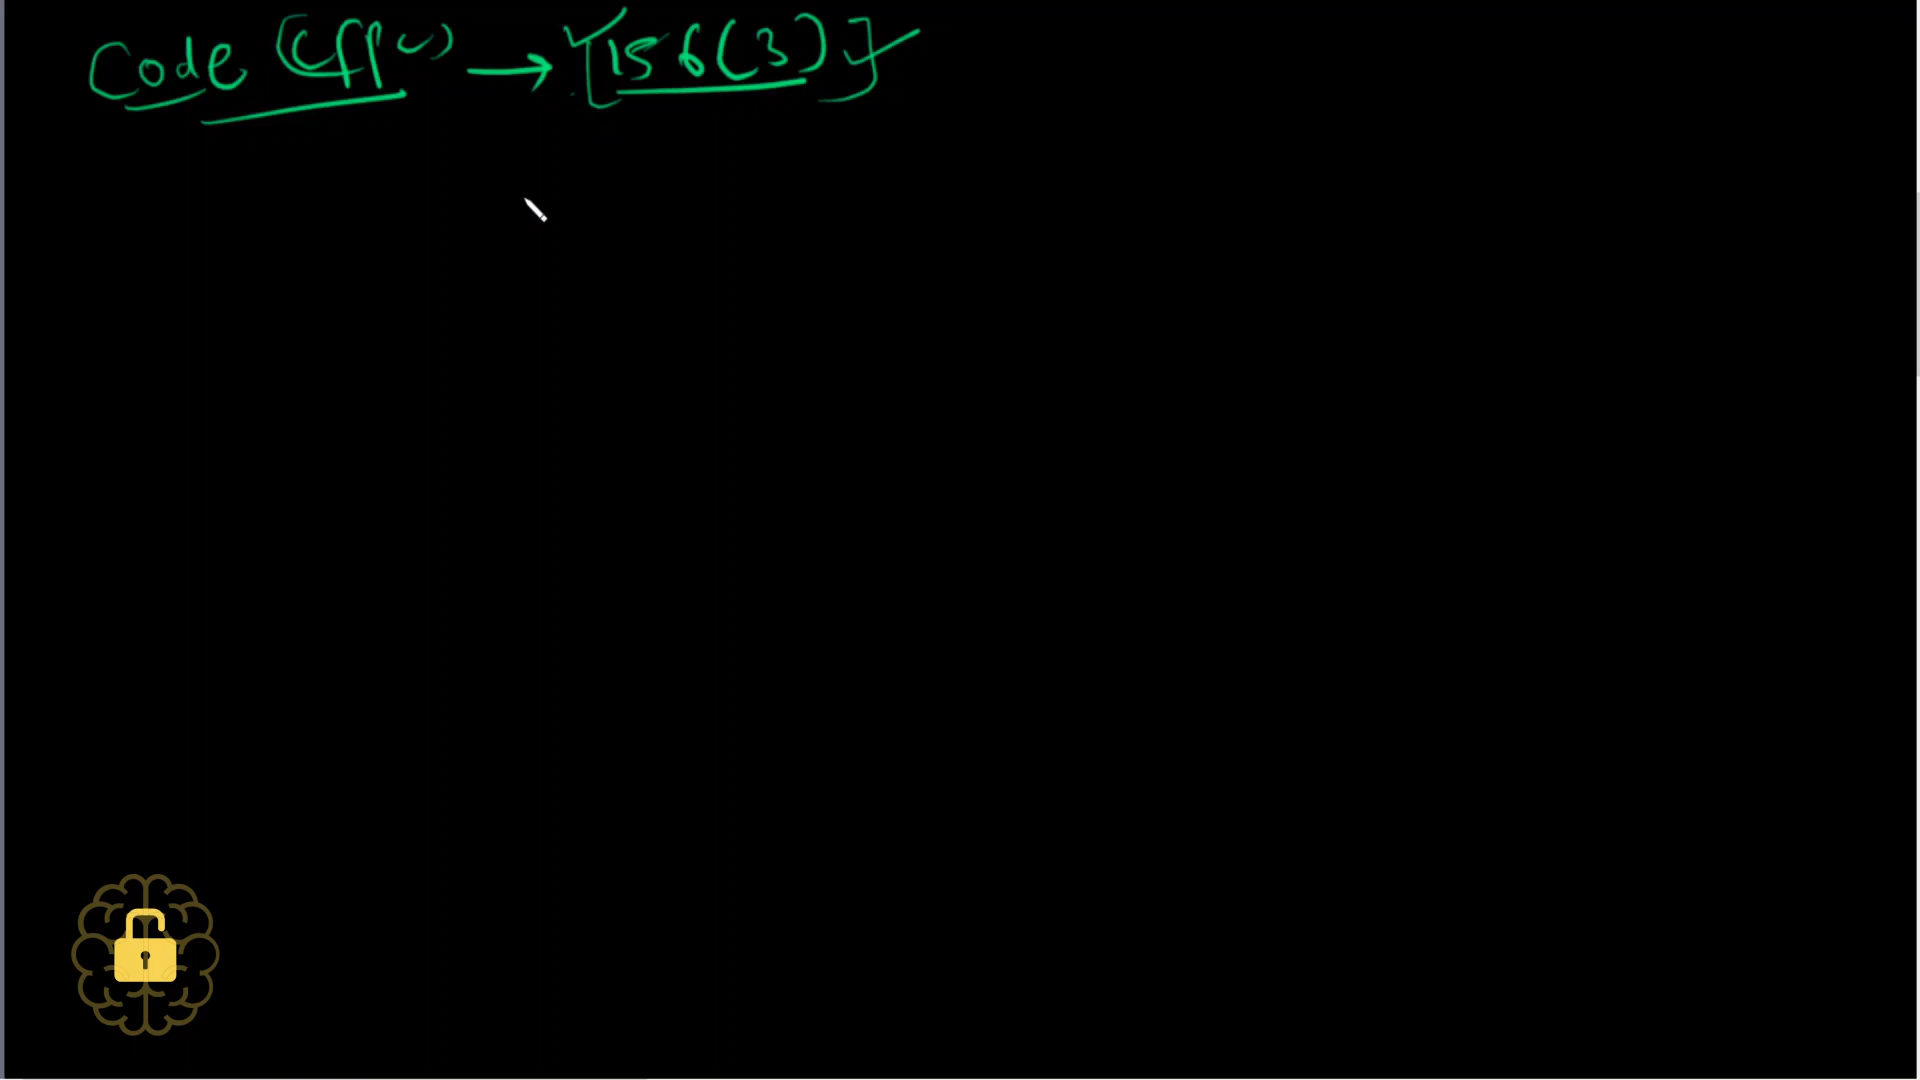 Code (CrPC) → [156(3)]